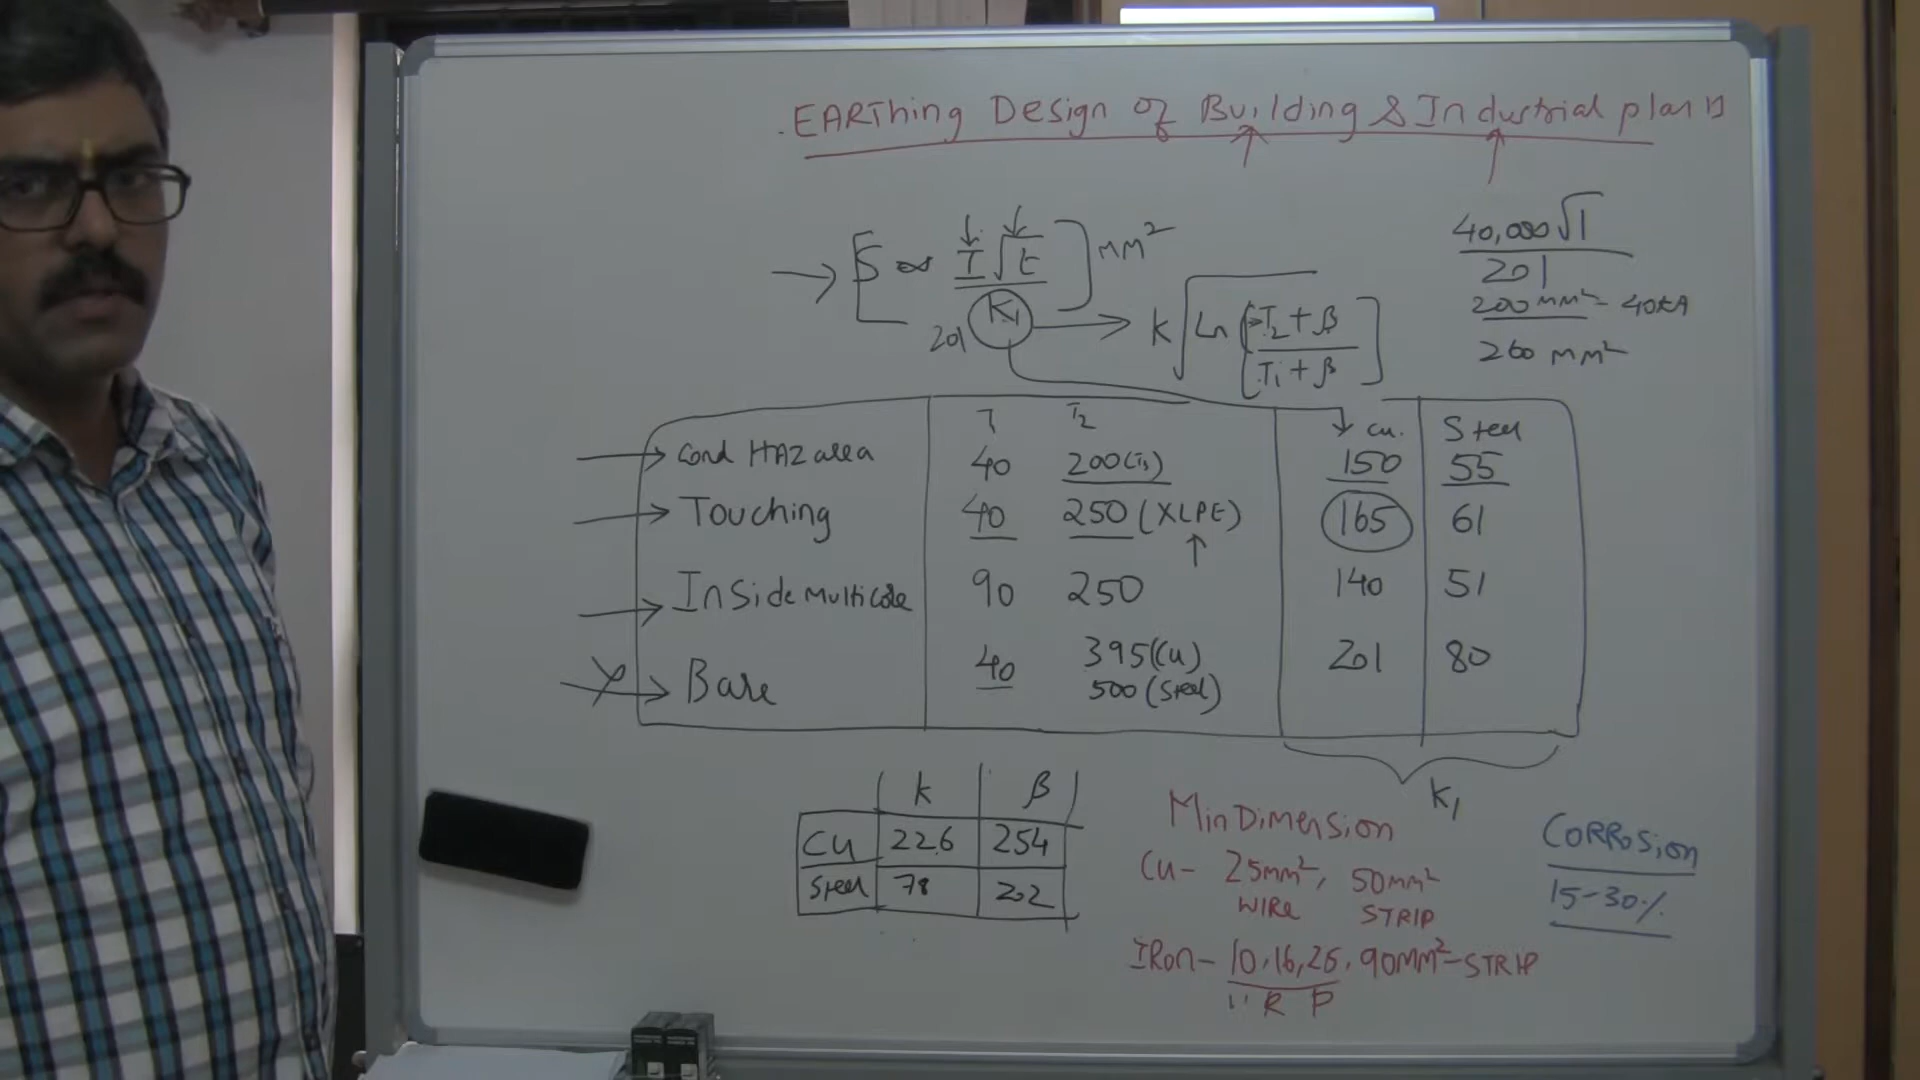 EARThing Design of Building & Industrial plants
S ∝ I√t / K₁ mm²
201
K √ Ln [T₂ + β / T₁ + β]
40,000√1
201
200 mm² - 40kA
260 mm²
T₁ T₂ Cu. Steel
Cond HAZ area 40 200(T₃) 150 55
Touching 40 250 (XLPE) 165 61
Inside multicore 90 250 140 51
Bare 40 395(Cu) 201 80
500 (Steel)
K₁
k β
Cu 226 254
Steel 78 202
Min Dimension
Cu- 25mm², 50mm²
WIRE STRIP
IRon- 10,16,26, 90mm²-STRIP
R P
CORROSion
15-30%